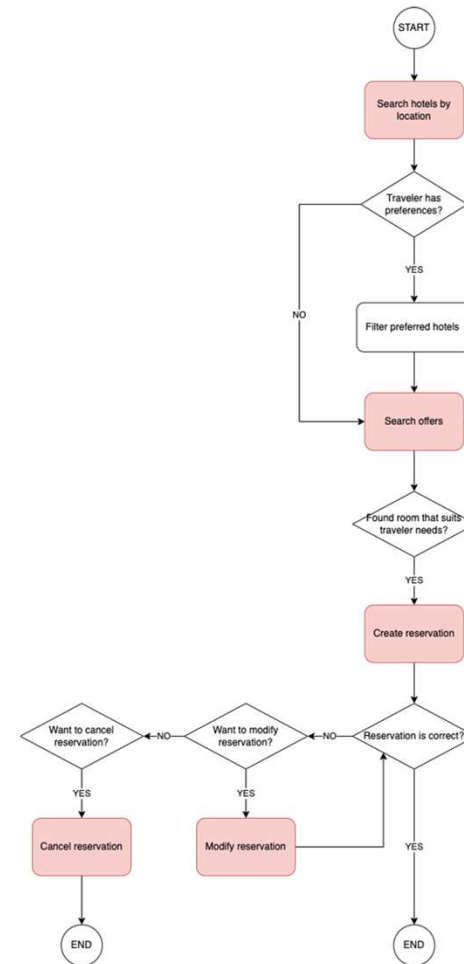 START
Search hotels by
location
Traveler has
preferences?
YES
NO
Filter preferred hotels
Search offers
Found room that suits
traveler needs?
YES
Create reservation
Want to cancel
reservation?
NO
Want to modify
reservation?
NO
Reservation is correct?
YES
YES
Cancel reservation
Modify reservation
YES
END
END